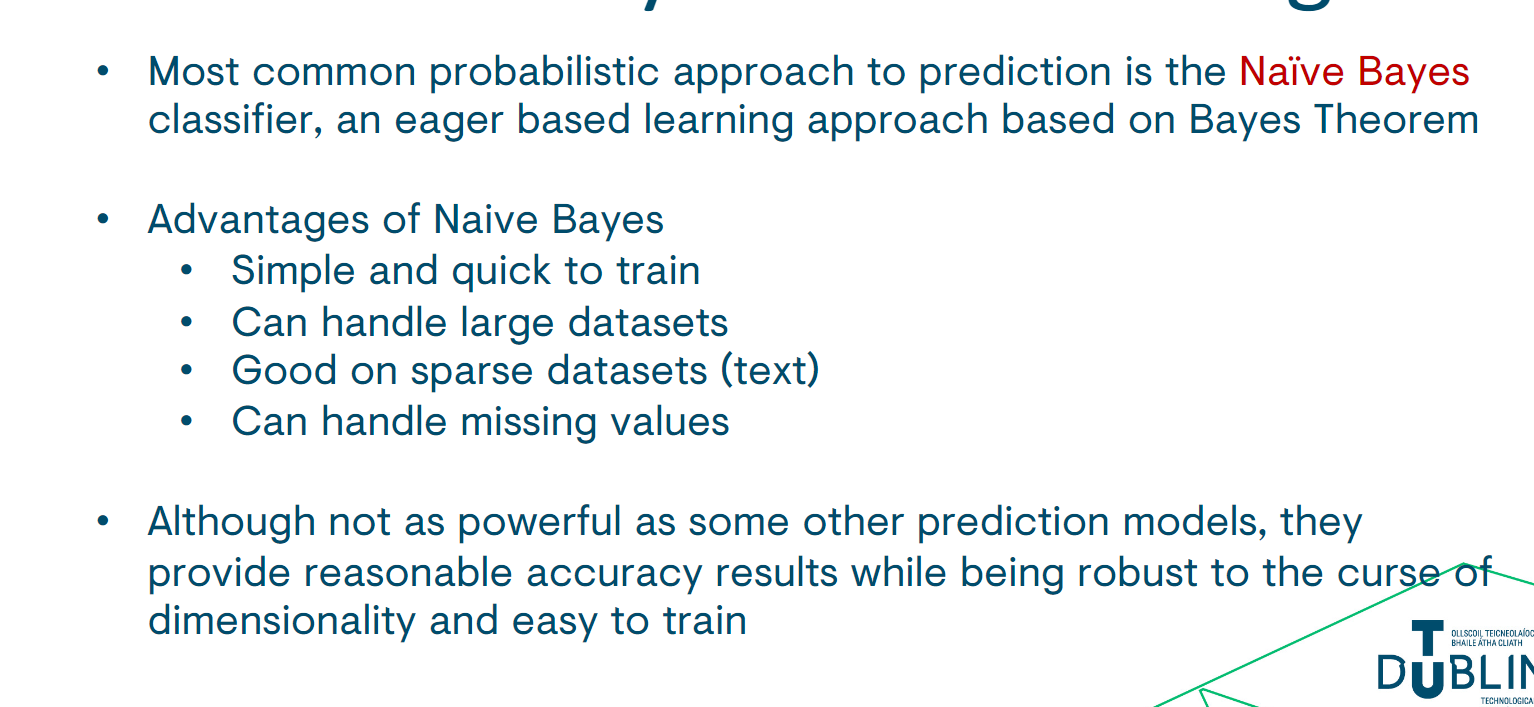 • Most common probabilistic approach to prediction is the Naïve Bayes
classifier, an eager based learning approach based on Bayes Theorem
• Advantages of Naive Bayes
• Simple and quick to train
• Can handle large datasets
• Good on sparse datasets (text)
• Can handle missing values
• Although not as powerful as some other prediction models, they
provide reasonable accuracy results while being robust to the curse of
dimensionality and easy to train
OLLSCOIL TEICNEOLAÍOC
BHAILE ÁTHA CLIATH
TU DUBLIN
TECHNOLOGICA